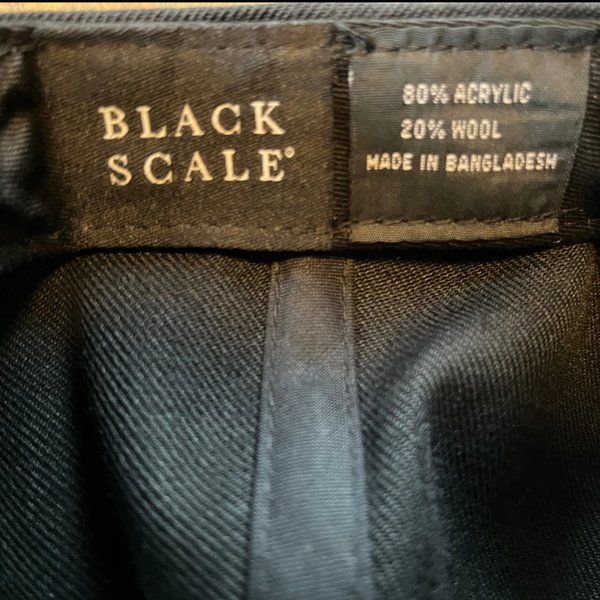 BLACK
SCALE®
80% ACRYLIC
20% WOOL
MADE IN BANGLADESH